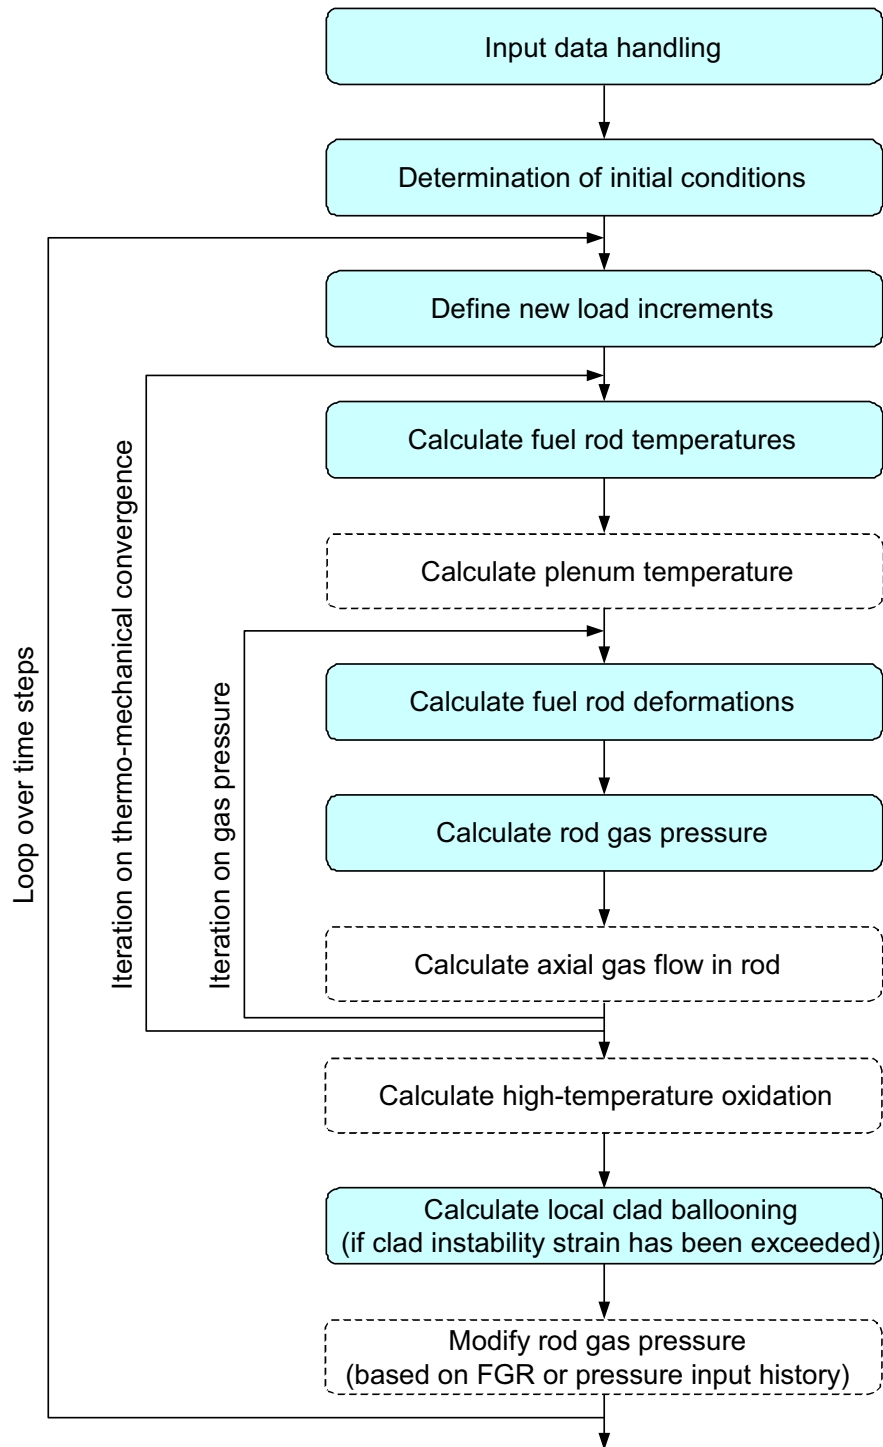 Input data handling
Determination of initial conditions
Define new load increments
Calculate fuel rod temperatures
Calculate plenum temperature
Calculate fuel rod deformations
Calculate rod gas pressure
Calculate axial gas flow in rod
Calculate high-temperature oxidation
Calculate local clad ballooning
(if clad instability strain has been exceeded)
Modify rod gas pressure
(based on FGR or pressure input history)
Loop over time steps
Iteration on thermo-mechanical convergence
Iteration on gas pressure